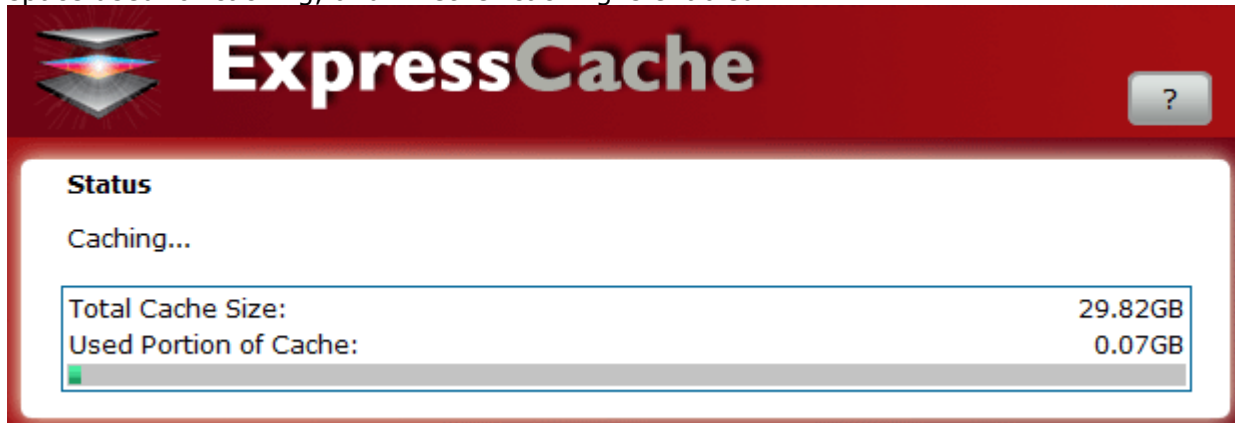 ExpressCache
?
Status
Caching...
Total Cache Size: 29.82GB
Used Portion of Cache: 0.07GB